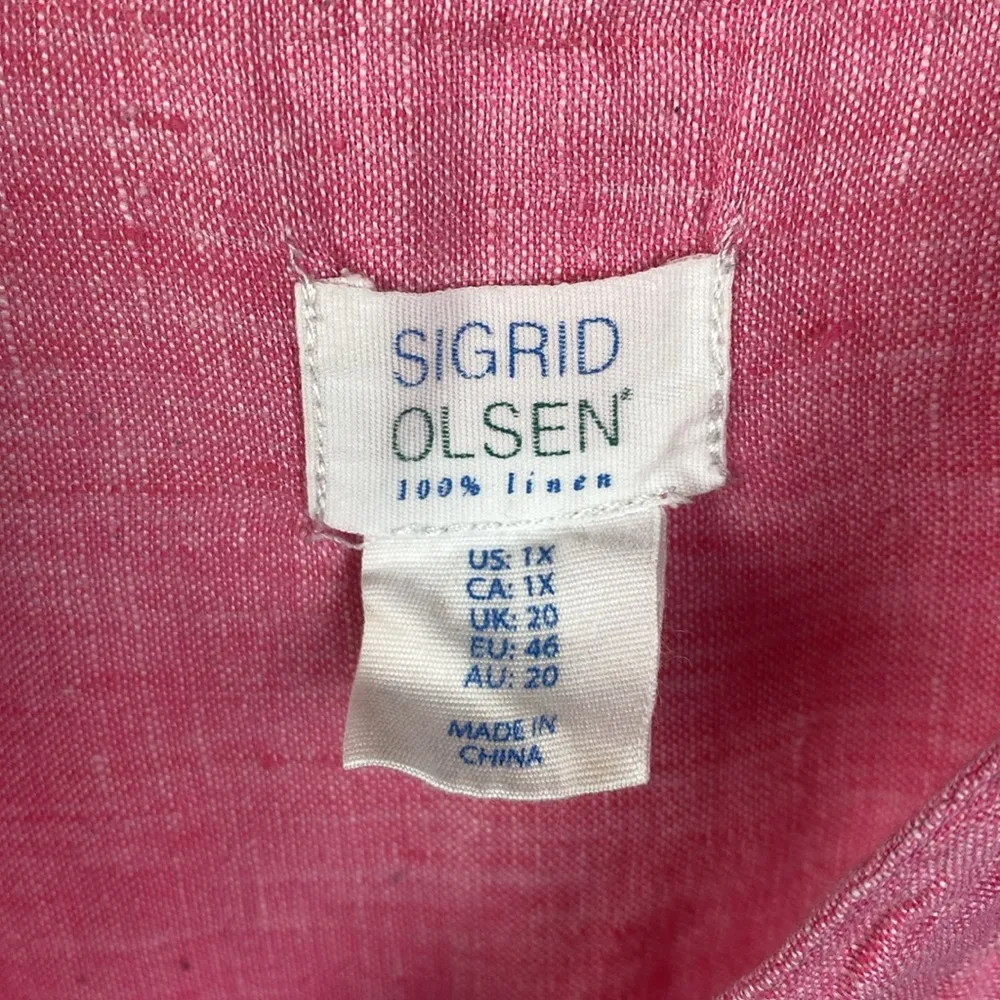 SIGRID
OLSEN*
100% linen
US: 1X
CA: 1X
UK: 20
EU: 46
AU: 20
MADE IN
CHINA